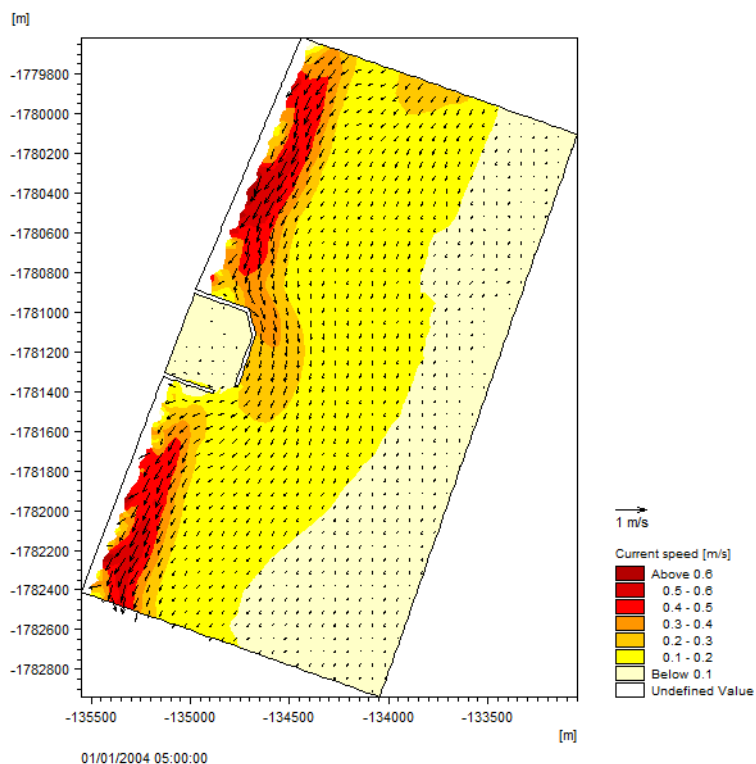 [m]
-1779800
-1780000
-1780200
-1780400
-1780600
-1780800
-1781000
-1781200
-1781400
-1781600
-1781800
-1782000
-1782200
-1782400
-1782600
-1782800
-135500
-135000
-134500
-134000
-133500
[m]
01/01/2004 05:00:00
1 m/s
Current speed [m/s]
Above 0.6
0.5 - 0.6
0.4 - 0.5
0.3 - 0.4
0.2 - 0.3
0.1 - 0.2
Below 0.1
Undefined Value